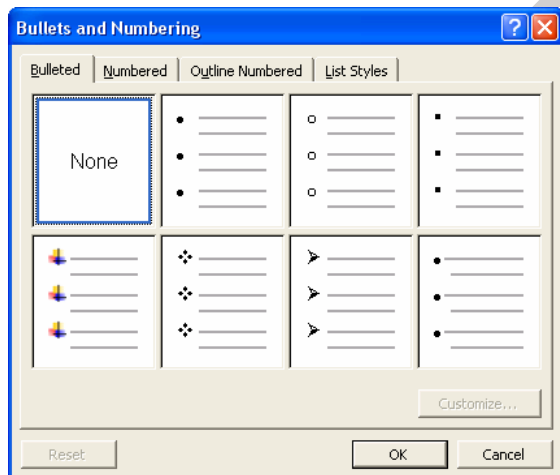 Bullets and Numbering
Bulleted Numbered Outline Numbered List Styles
None
Customize...
Reset OK Cancel